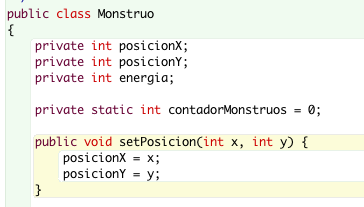 public class Monstruo
{
private int posicionX;
private int posicionY;
private int energia;
private static int contadorMonstruos = 0;
public void setPosicion(int x, int y) {
posicionX = x;
posicionY = y;
}